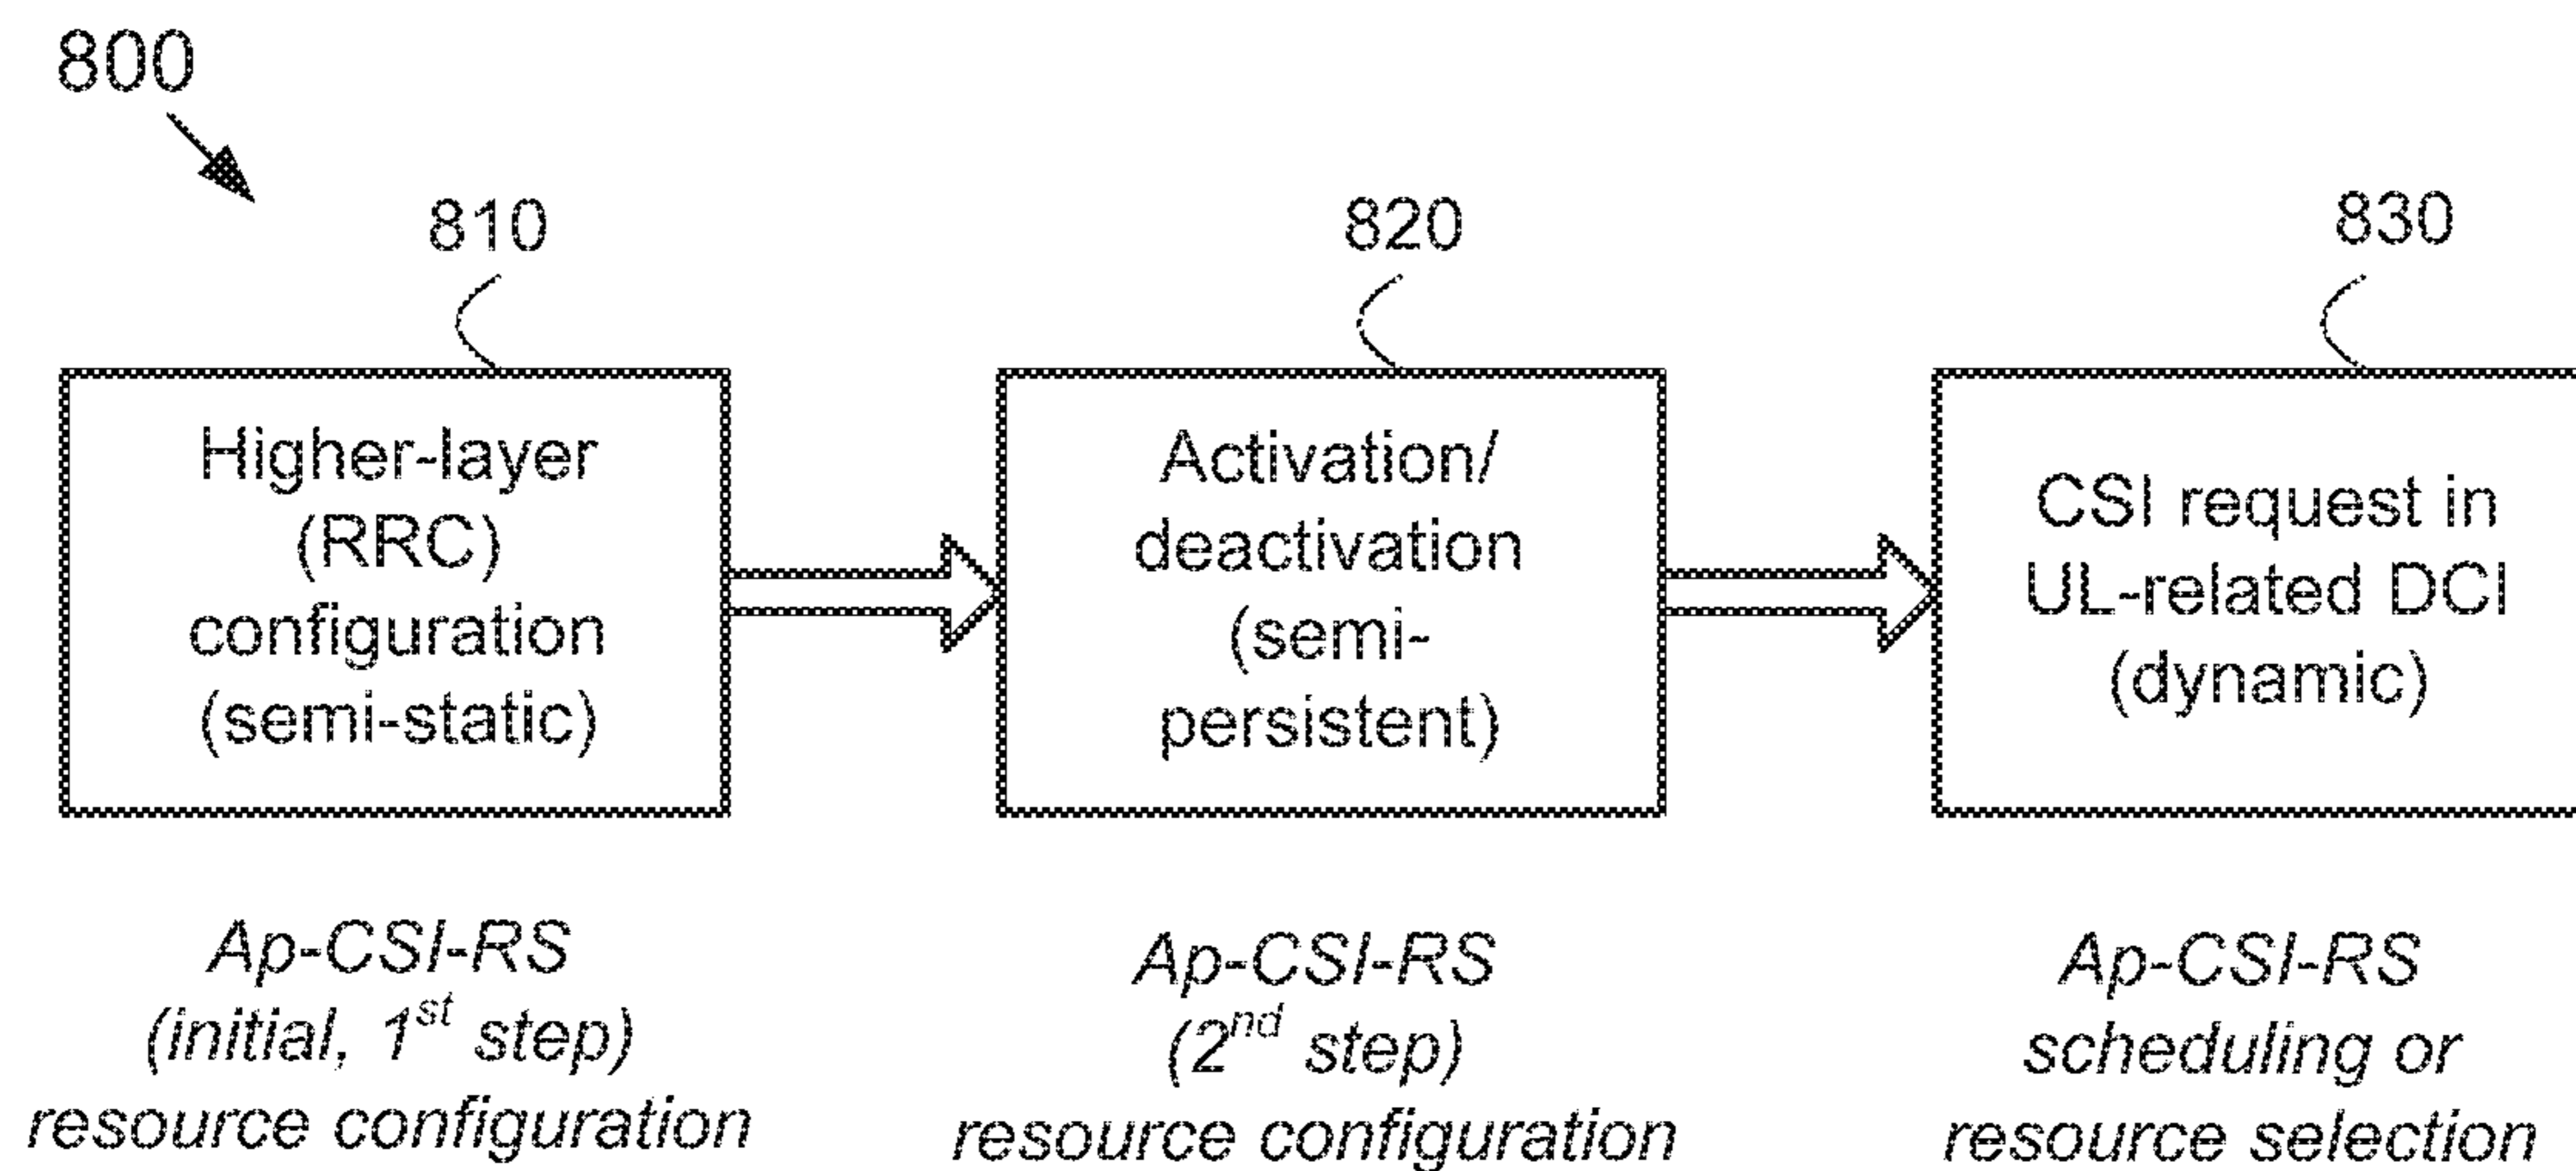 800
810
820
830
Higher-layer
(RRC)
configuration
(semi-static)
Activation/
deactivation
(semi-
persistent)
CSI request in
UL-related DCI
(dynamic)
Ap-CSI-RS
(initial, 1st step)
resource configuration
Ap-CSI-RS
(2nd step)
resource configuration
Ap-CSI-RS
scheduling or
resource selection